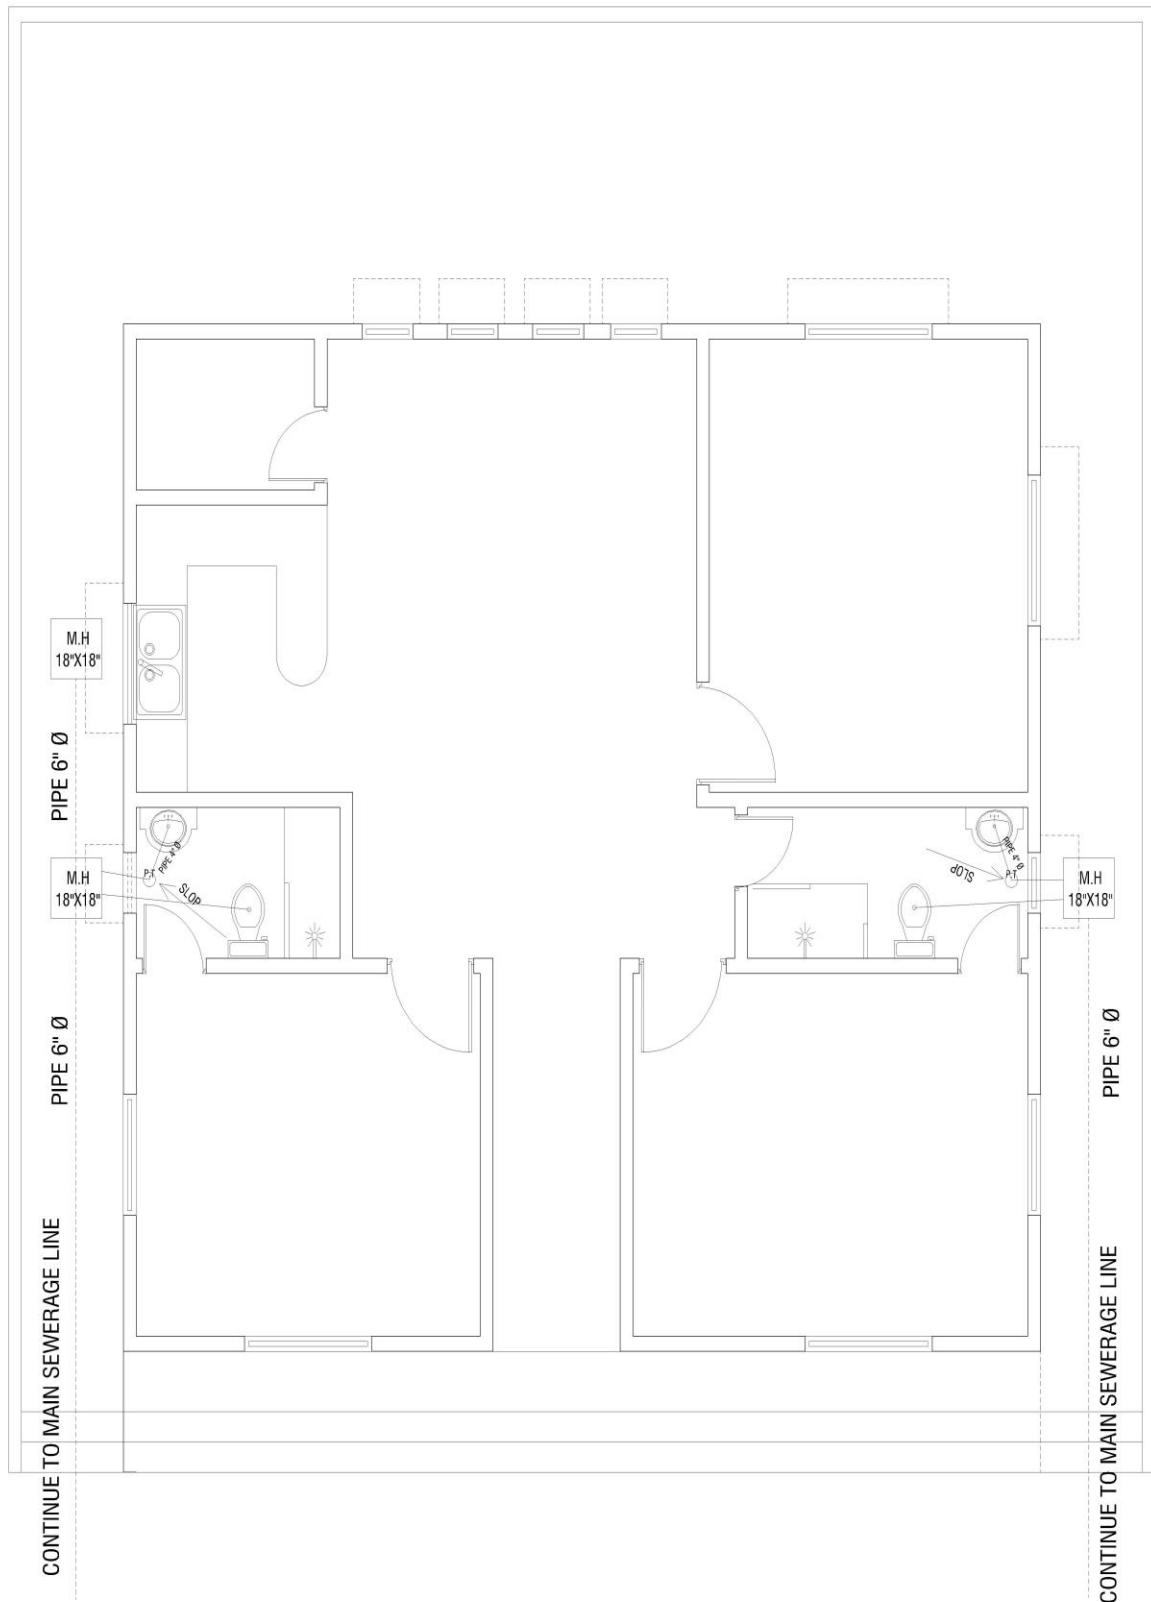 M.H
18"X18"
PIPE 6" Ø
M.H
18"X18"
PIPE 4" Ø
P.T
SLOP
PIPE 6" Ø
CONTINUE TO MAIN SEWERAGE LINE
PIPE 4" Ø
P.T
SLOP
M.H
18"X18"
PIPE 6" Ø
CONTINUE TO MAIN SEWERAGE LINE